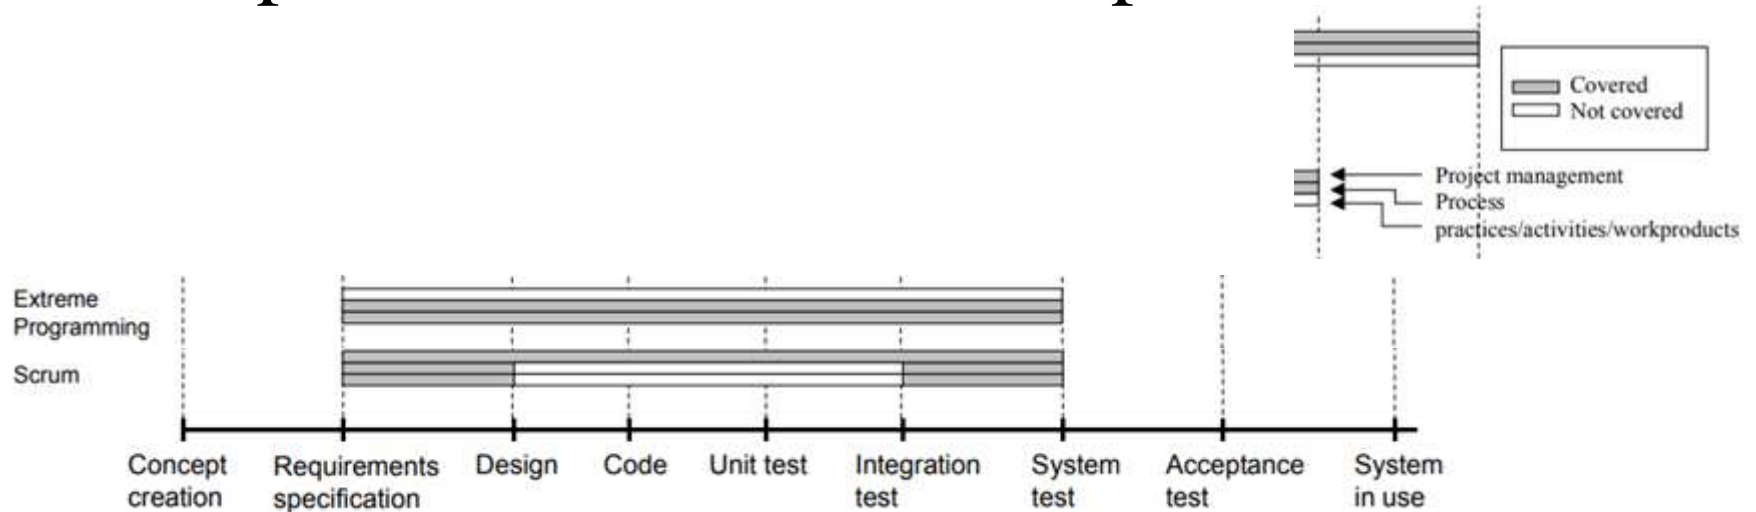 Covered
Not covered
Project management
Process
practices/activities/workproducts
Extreme
Programming
Scrum
Concept
creation
Requirements
specification
Design
Code
Unit test
Integration
test
System
test
Acceptance
test
System
in use